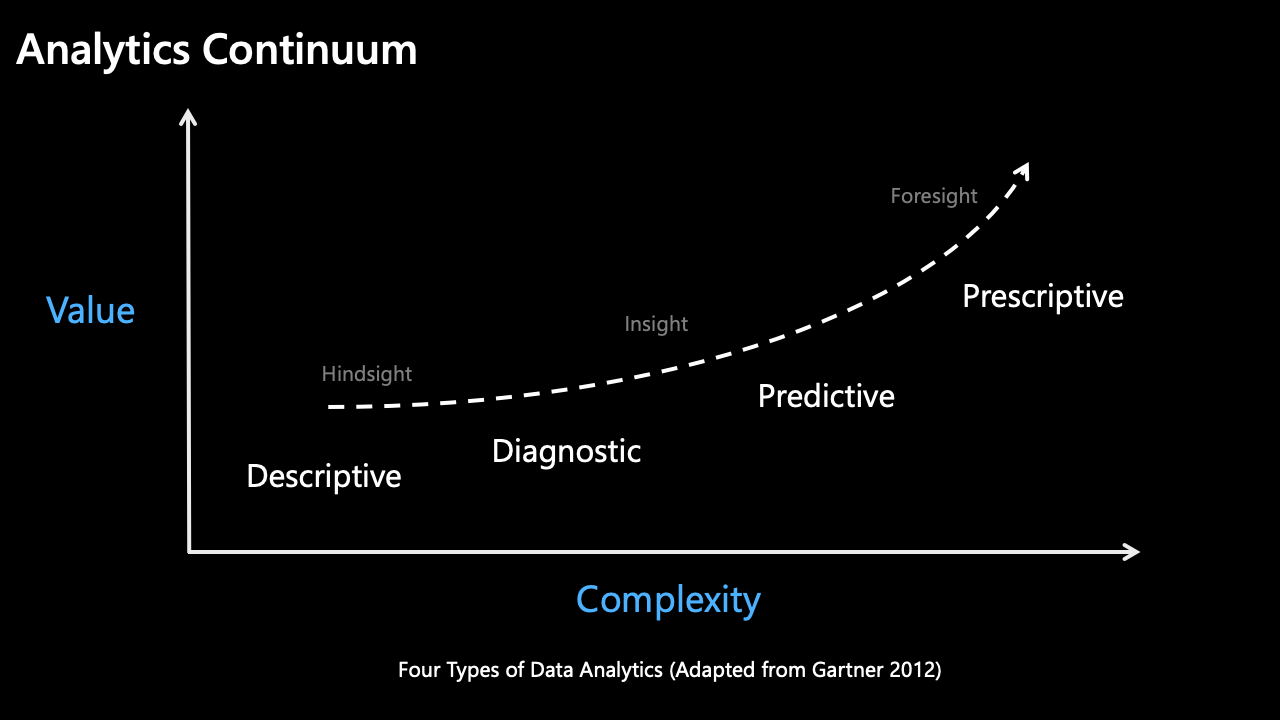 Analytics Continuum
Foresight
Prescriptive
Value
Insight
Hindsight
Predictive
Diagnostic
Descriptive
Complexity
Four Types of Data Analytics (Adapted from Gartner 2012)